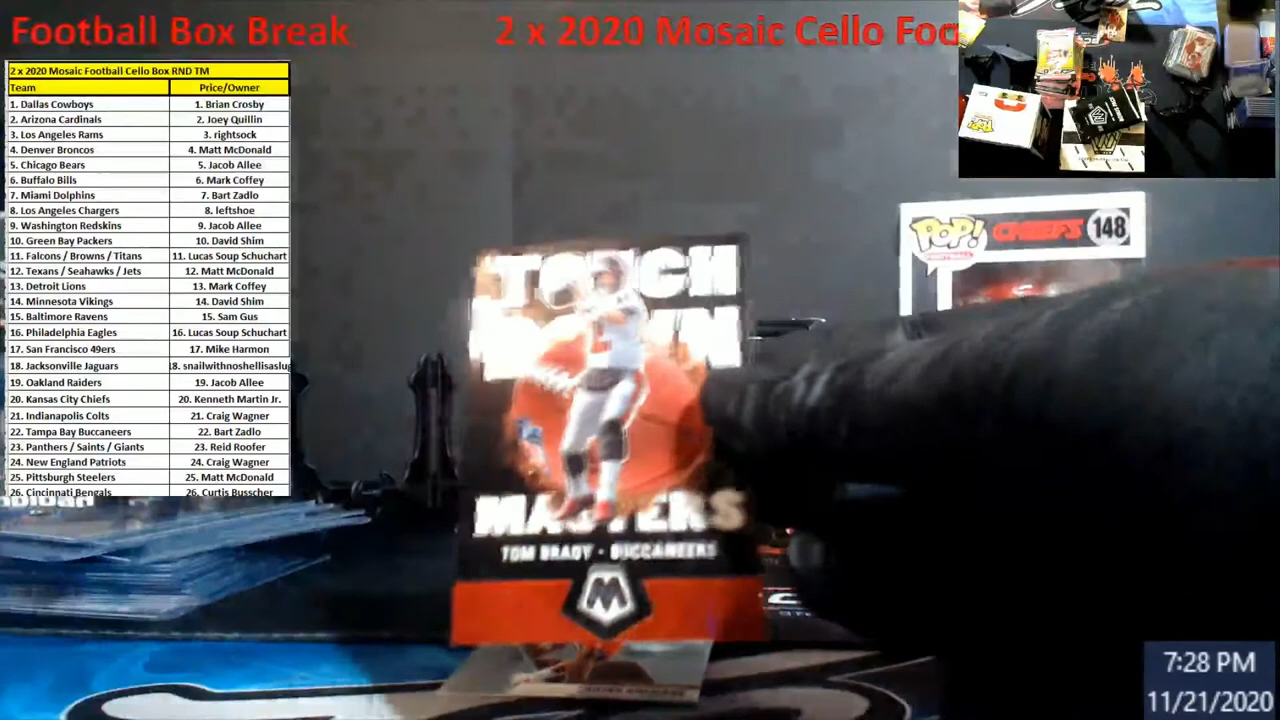 Football Box Break
2 x 2020 Mosaic Cello Foo
2 x 2020 Mosaic Football Cello Box RND TM
Team Price/Owner
1. Dallas Cowboys 1. Brian Crosby
2. Arizona Cardinals 2. Joey Quillin
3. Los Angeles Rams 3. rightsock
4. Denver Broncos 4. Matt McDonald
5. Chicago Bears 5. Jacob Allee
6. Buffalo Bills 6. Mark Coffey
7. Miami Dolphins 7. Bart Zadlo
8. Los Angeles Chargers 8. leftshoe
9. Washington Redskins 9. Jacob Allee
10. Green Bay Packers 10. David Shim
11. Falcons / Browns / Titans 11. Lucas Soup Schuchart
12. Texans / Seahawks / Jets 12. Matt McDonald
13. Detroit Lions 13. Mark Coffey
14. Minnesota Vikings 14. David Shim
15. Baltimore Ravens 15. Sam Gus
16. Philadelphia Eagles 16. Lucas Soup Schuchart
17. San Francisco 49ers 17. Mike Harmon
18. Jacksonville Jaguars 18. snailwithnoshellisaslug
19. Oakland Raiders 19. Jacob Allee
20. Kansas City Chiefs 20. Kenneth Martin Jr.
21. Indianapolis Colts 21. Craig Wagner
22. Tampa Bay Buccaneers 22. Bart Zadlo
23. Panthers / Saints / Giants 23. Reid Roofer
24. New England Patriots 24. Craig Wagner
25. Pittsburgh Steelers 25. Matt McDonald
26. Cincinnati Bengals 26. Curtis Busscher
POP! CHIEFS 148
TOUCH
DOWN
MASTERS
TOM BRADY • BUCCANEERS
M
7:28 PM
11/21/2020